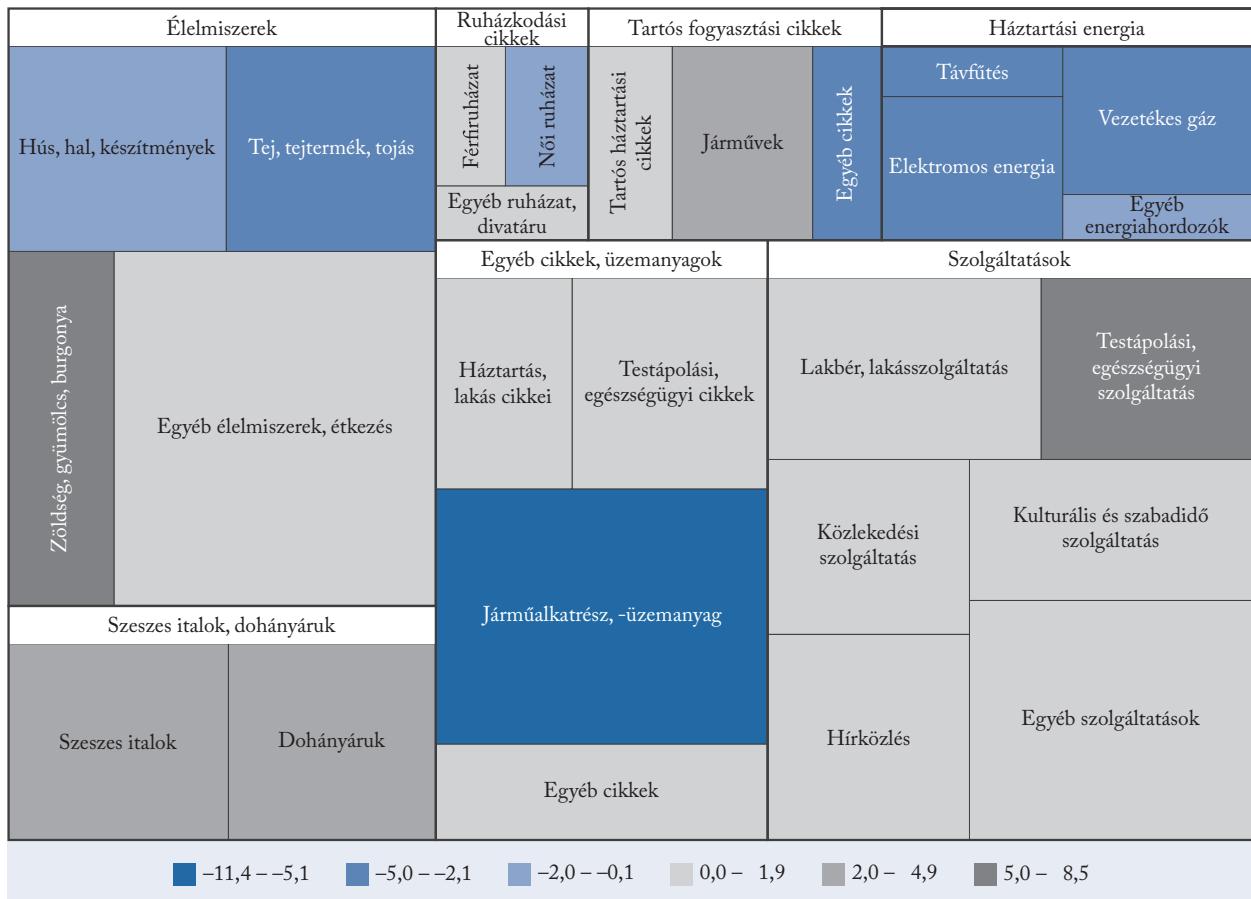 Élelmiszerek
Hús, hal, készítmények
Tej, tejtermék, tojás
Zöldség, gyümölcs, burgonya
Egyéb élelmiszerek, étkezés
Szeszes italok, dohányáruk
Szeszes italok
Dohányáruk
Ruházkodási
cikkek
Férfiruházat
Női ruházat
Egyéb ruházat,
divatáru
Tartós fogyasztási cikkek
Tartós háztartási
cikkek
Járművek
Egyéb cikkek
Háztartási energia
Távfűtés
Elektromos energia
Vezetékes gáz
Egyéb
energiahordozók
Egyéb cikkek, üzemanyagok
Háztartás,
lakás cikkei
Testápolási,
egészségügyi cikkek
Járműalkatrész, -üzemanyag
Egyéb cikkek
Szolgáltatások
Lakbér, lakásszolgáltatás
Testápolási,
egészségügyi
szolgáltatás
Közlekedési
szolgáltatás
Kulturális és szabadidő
szolgáltatás
Hírközlés
Egyéb szolgáltatások
–11,4 – –5,1 –5,0 – –2,1 –2,0 – –0,1 0,0 – 1,9 2,0 – 4,9 5,0 – 8,5